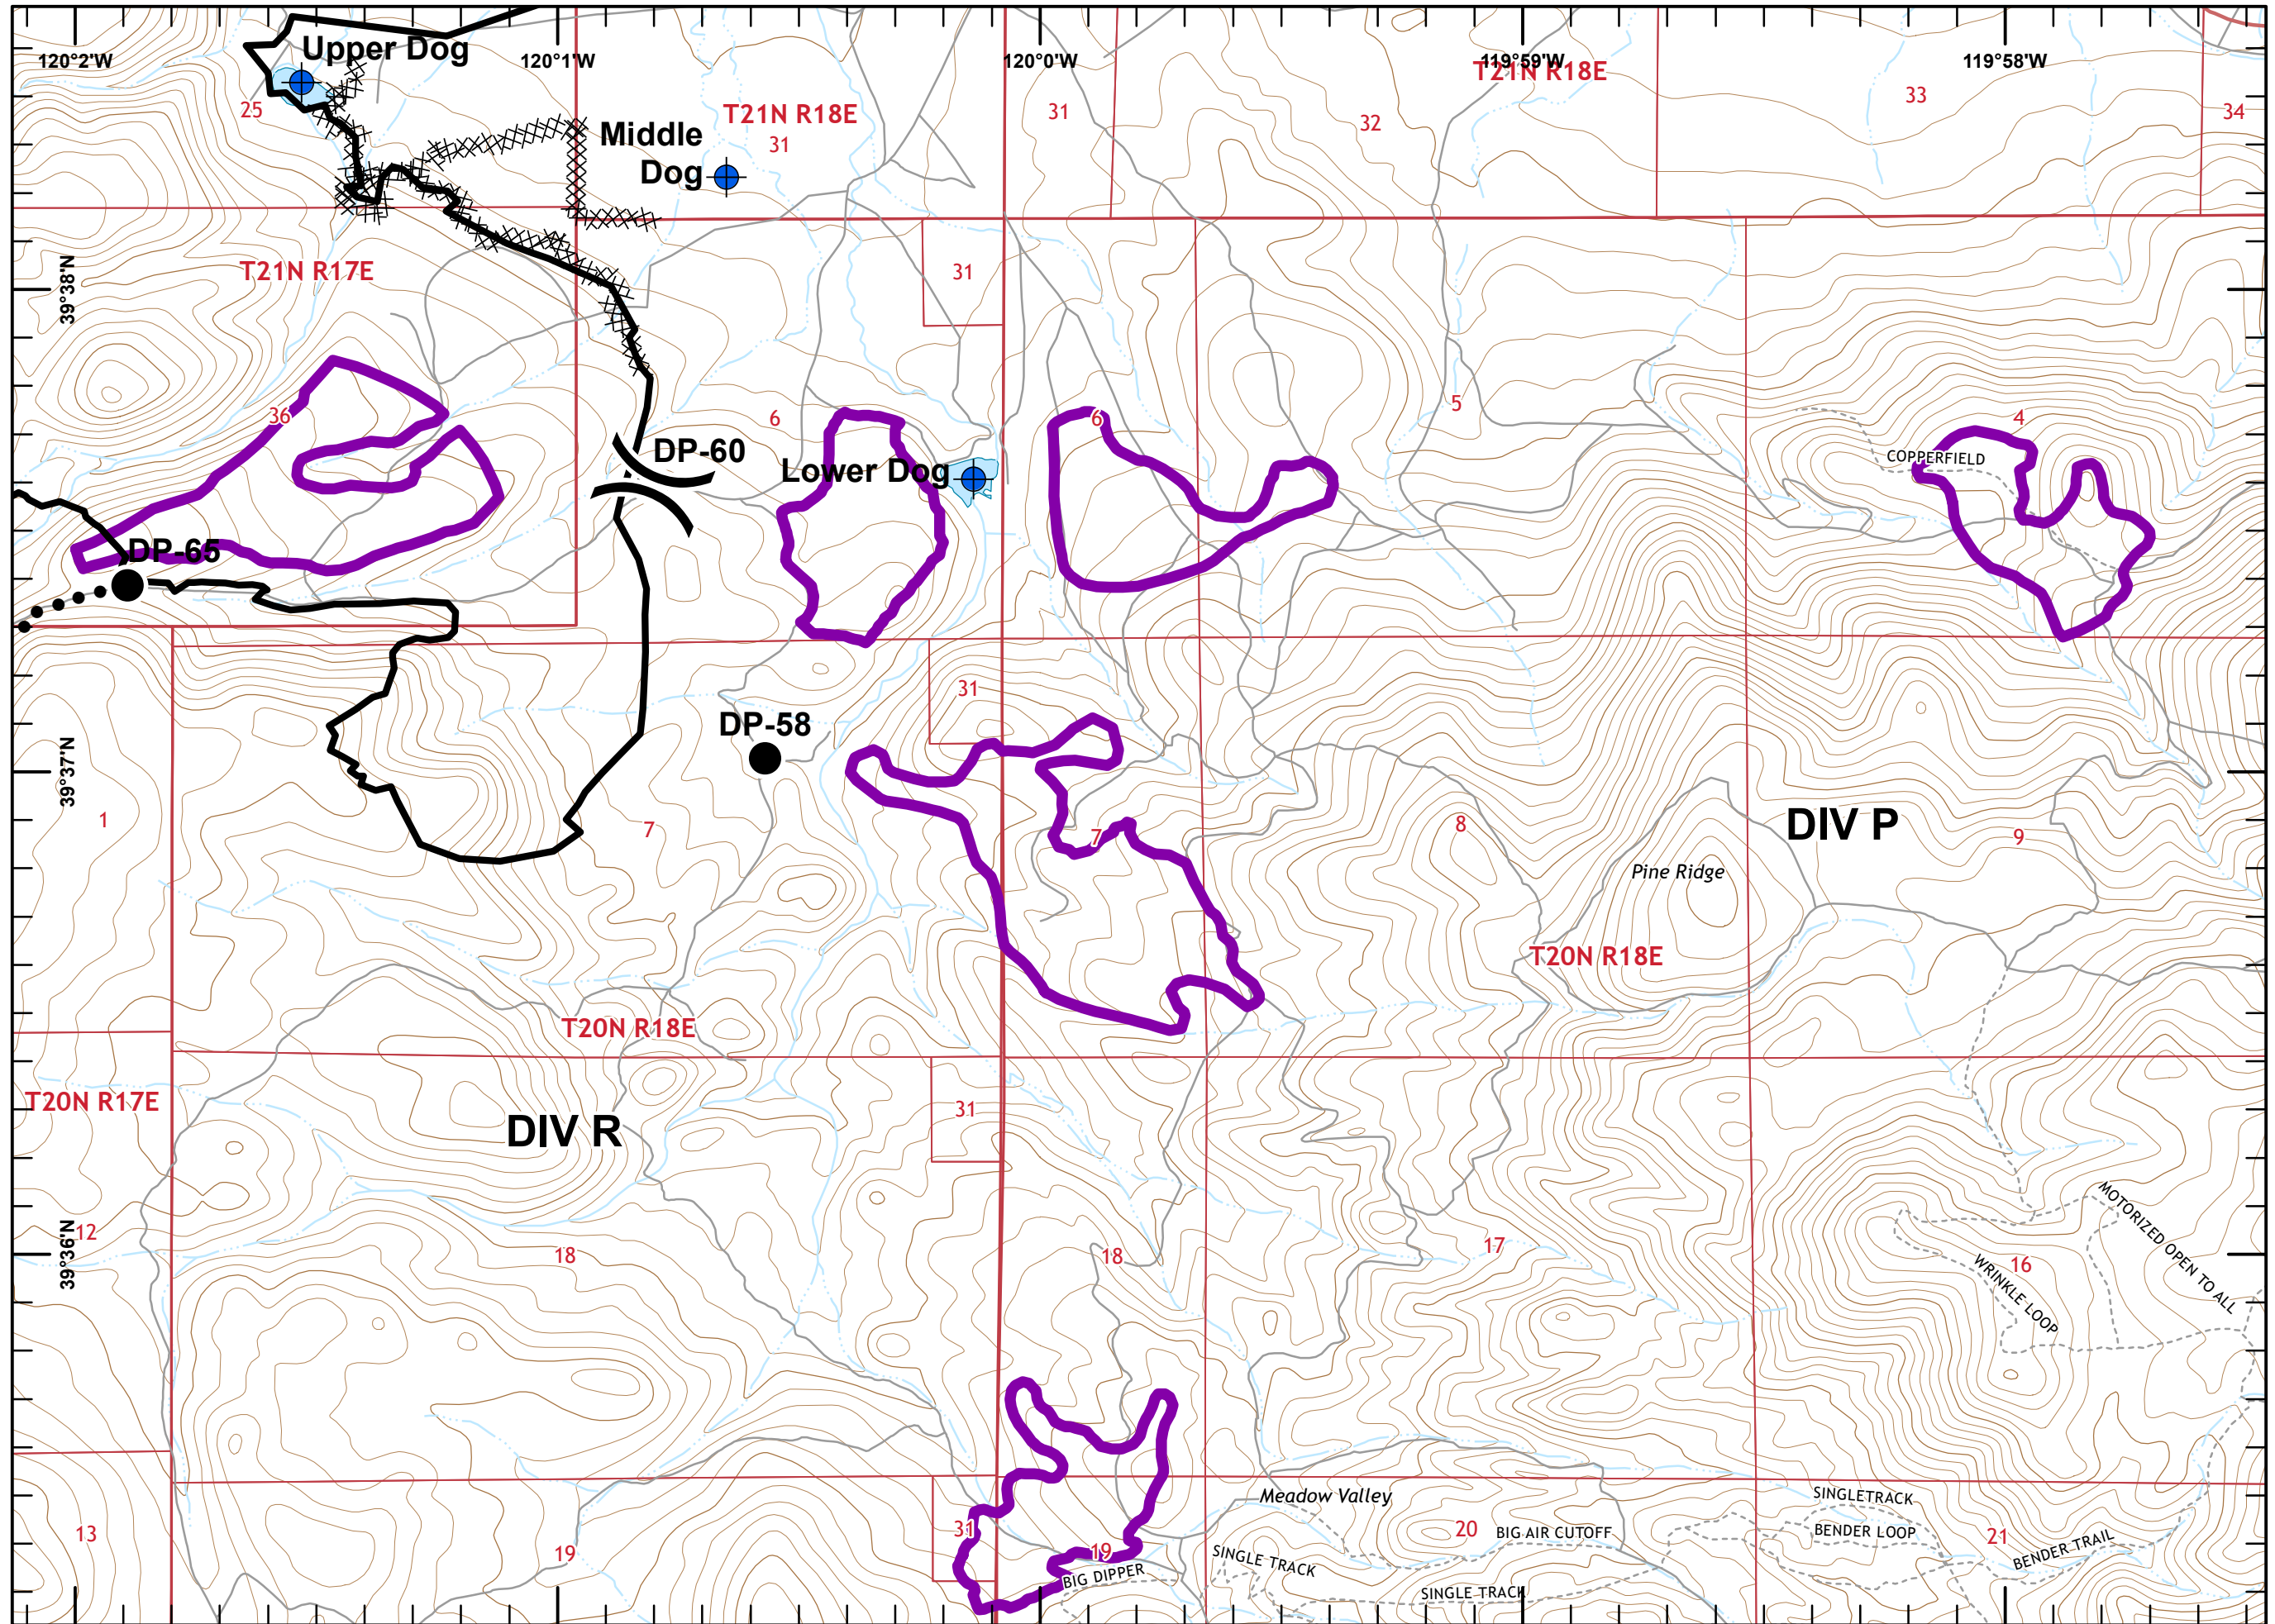 120°2'W
120°1'W
120°0'W
119°59'W
119°58'W
Upper Dog
25
T21N R18E
31
Middle
Dog
31
T21N R18E
32
33
34
39°38'N
T21N R17E
31
36
6
6
5
4
DP-60
Lower Dog
COPPERFIELD
DP-65
31
DP-58
39°37'N
1
7
7
8
DIV P
9
Pine Ridge
T20N R18E
T20N R18E
T20N R17E
DIV R
31
12
39°36'N
18
18
17
16
MOTORIZED OPEN TO ALL
WRINKLE LOOP
Meadow Valley
SINGLETRACK
13
19
31
19
20
BIG AIR CUTOFF
BENDER LOOP
21
BENDER TRAIL
BIG DIPPER
SINGLE TRACK
SINGLE TRACK